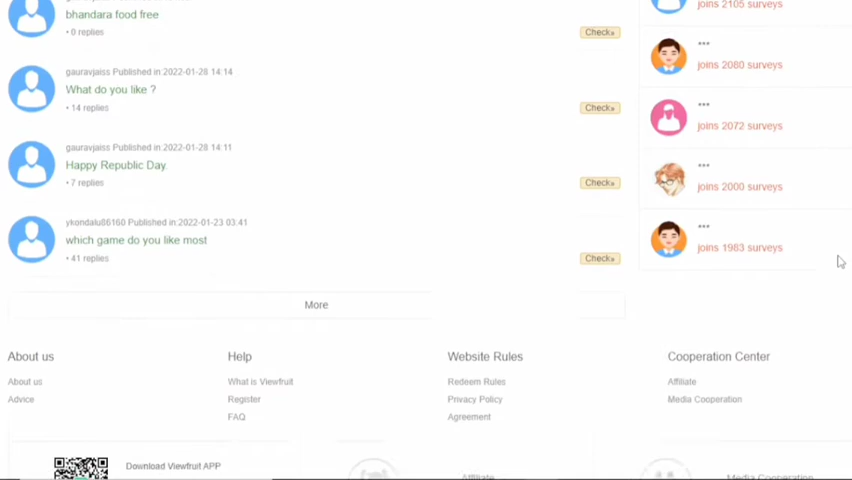 bhandara food free
• 0 replies
Check»
gauravjaiss Published in:2022-01-28 14:14
What do you like ?
• 14 replies
Check»
gauravjaiss Published in:2022-01-28 14:11
Happy Republic Day.
• 7 replies
Check»
ykondalu86160 Published in:2022-01-23 03:41
which game do you like most
• 41 replies
Check»
More
joins 2105 surveys
***
joins 2080 surveys
***
joins 2072 surveys
***
joins 2000 surveys
***
joins 1983 surveys
About us
About us
Advice
Help
What is Viewfruit
Register
FAQ
Website Rules
Redeem Rules
Privacy Policy
Agreement
Cooperation Center
Affiliate
Media Cooperation
Download Viewfruit APP
Affiliate
Media Cooperation